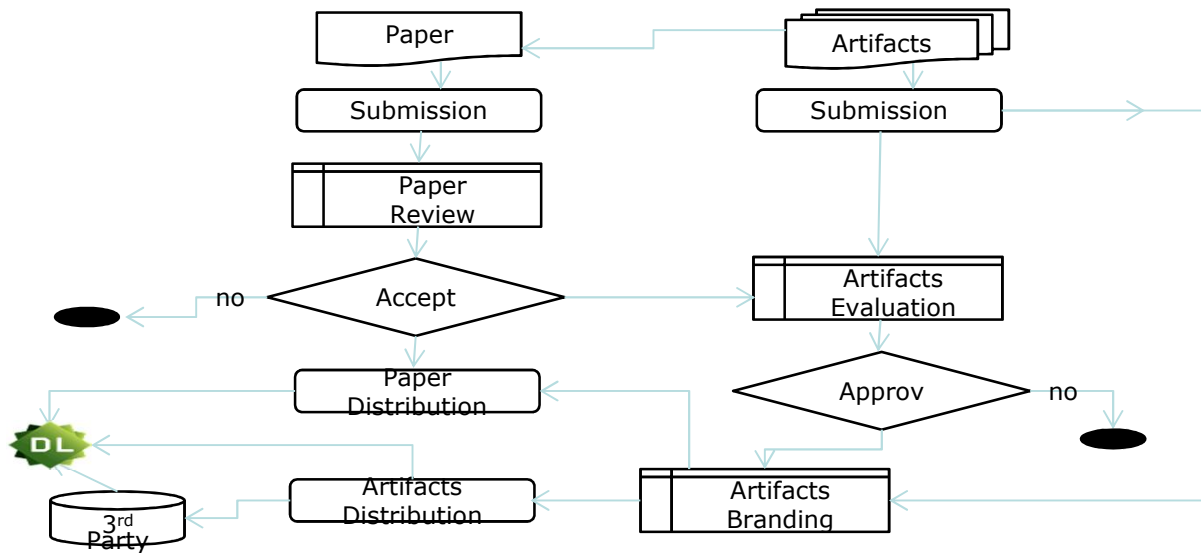 Paper
Artifacts
Submission
Submission
Paper
Review
Artifacts
Evaluation
no
Accept
Paper
Distribution
Approv
no
DL
Artifacts
Distribution
Artifacts
Branding
3rd
Party